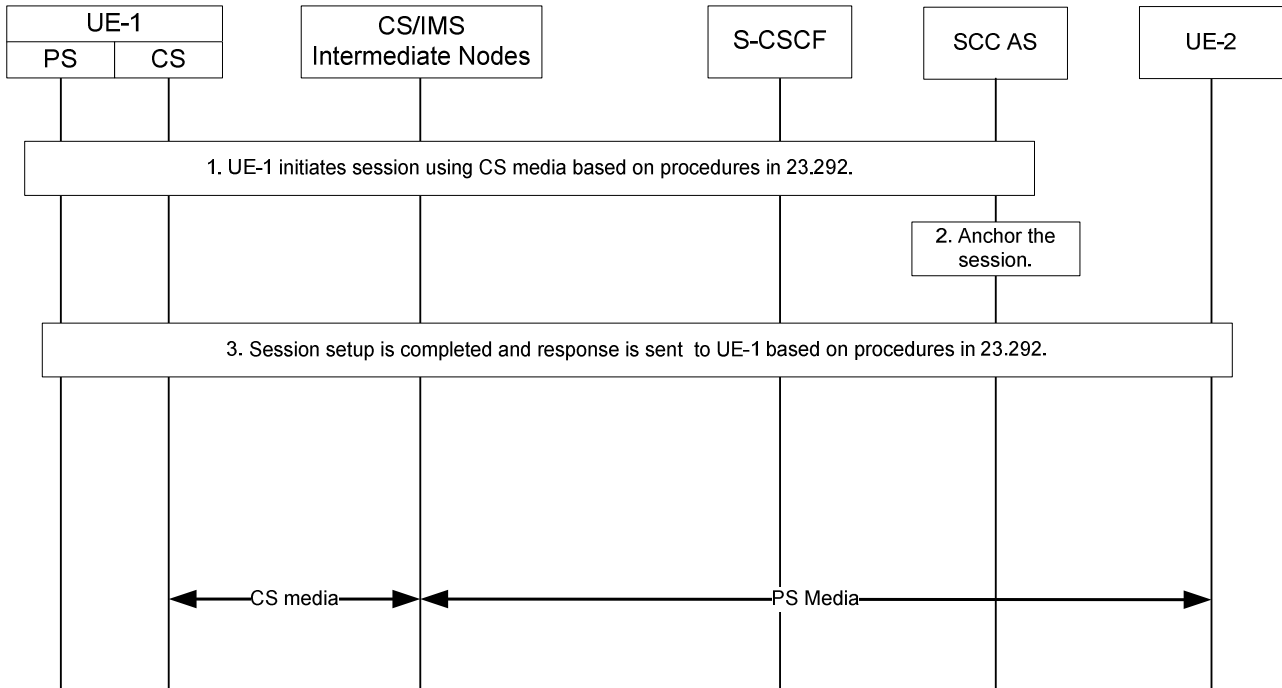 UE-1
PS CS
CS/IMS
Intermediate Nodes
S-CSCF
SCC AS
UE-2
1. UE-1 initiates session using CS media based on procedures in 23.292.
2. Anchor the
session.
3. Session setup is completed and response is sent to UE-1 based on procedures in 23.292.
CS media
PS Media